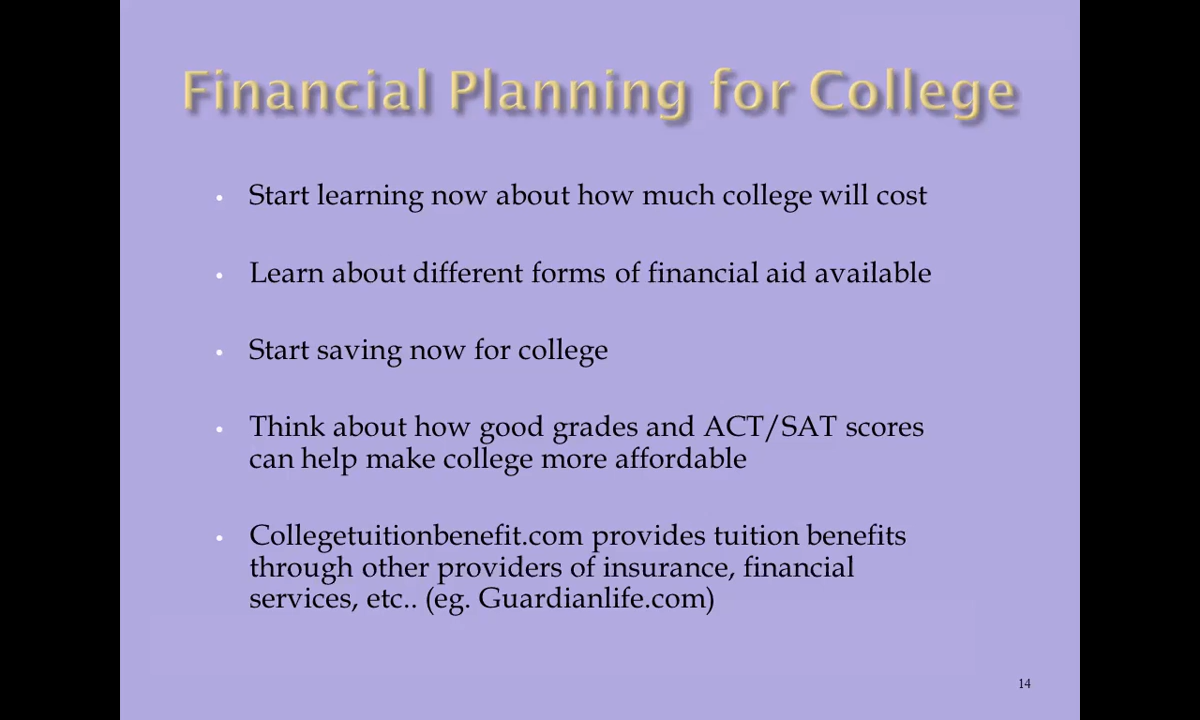 Financial Planning for College
• Start learning now about how much college will cost
• Learn about different forms of financial aid available
• Start saving now for college
• Think about how good grades and ACT/SAT scores
can help make college more affordable
• Collegetuitionbenefit.com provides tuition benefits
through other providers of insurance, financial
services, etc.. (eg. Guardianlife.com)
14